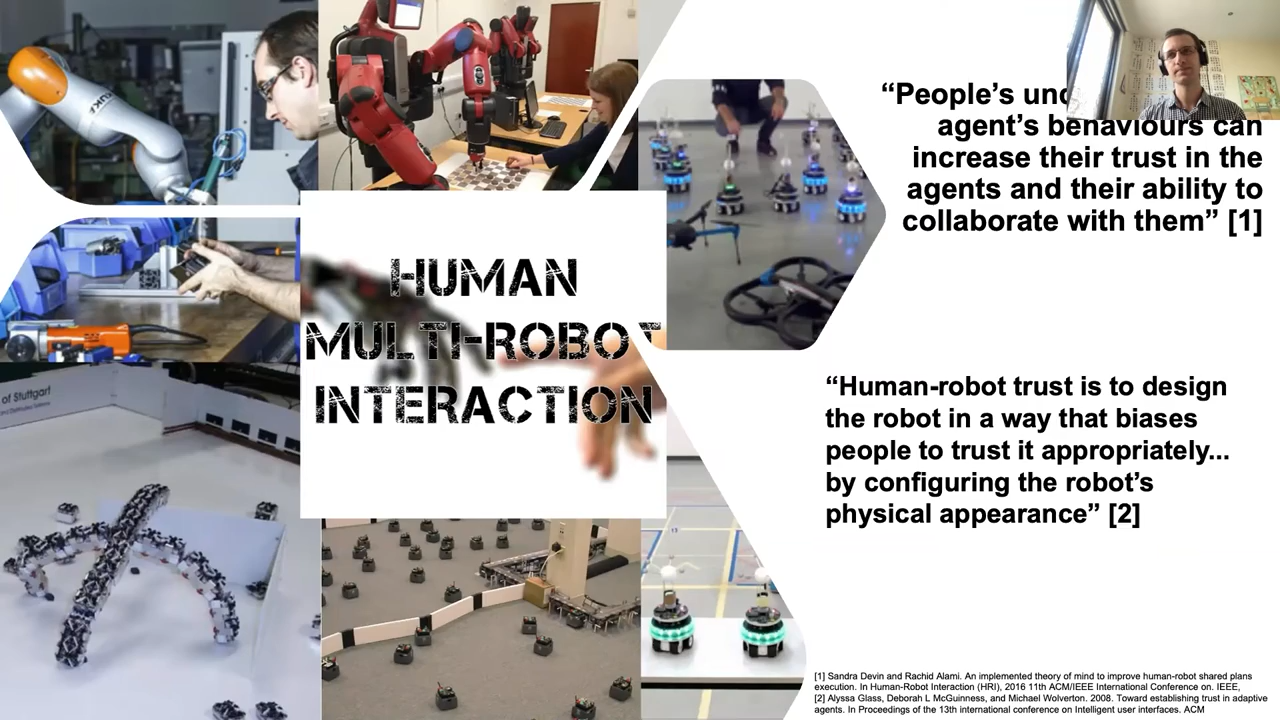 HUMAN
MULTI-ROBOT
INTERACTION
of Stuttgart
“People’s
agent’s behaviours can
increase their trust in the
agents and their ability to
collaborate with them” [1]
“Human-robot trust is to design
the robot in a way that biases
people to trust it appropriately...
by configuring the robot’s
physical appearance” [2]
[1] Sandra Devin and Rachid Alami. An implemented theory of mind to improve human-robot shared plans
execution. In Human-Robot Interaction (HRI), 2016 11th ACM/IEEE International Conference on. IEEE,
[2] Alyssa Glass, Deborah L McGuinness, and Michael Wolverton. 2008. Toward establishing trust in adaptive
agents. In Proceedings of the 13th international conference on Intelligent user interfaces. ACM